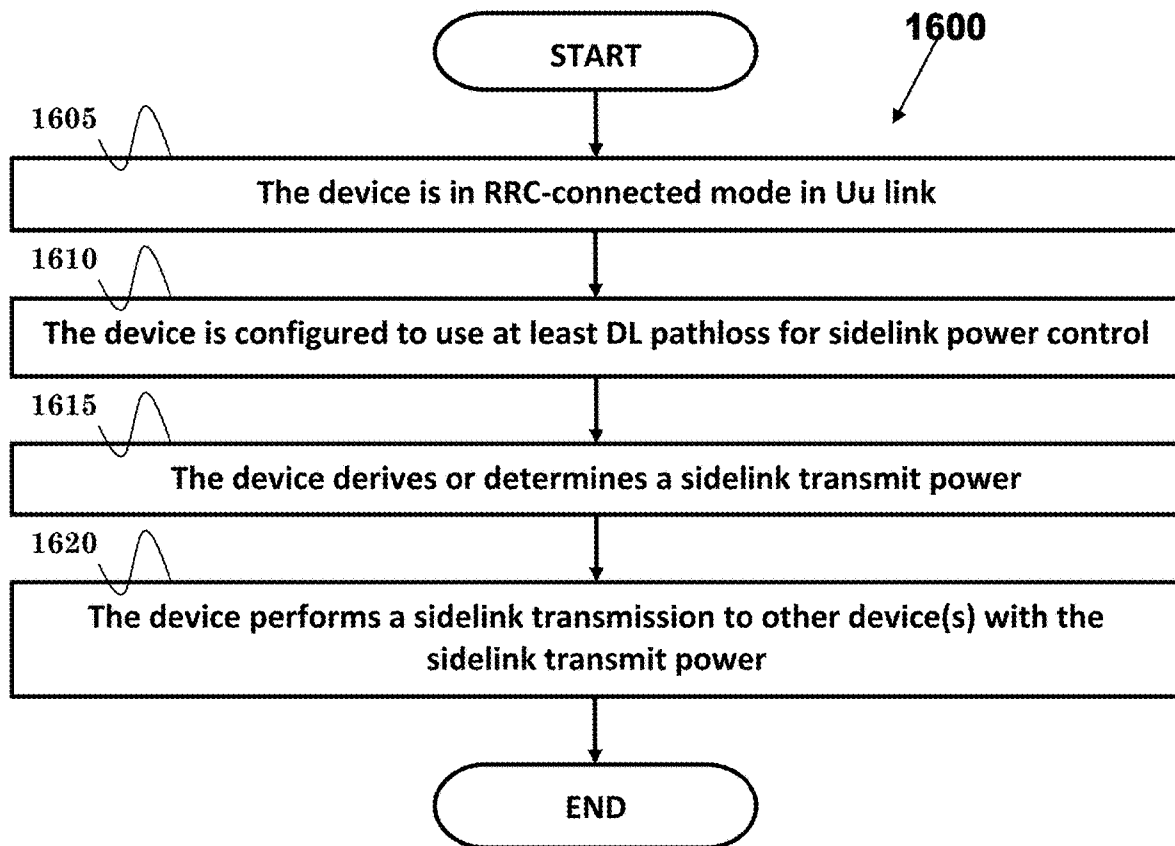 1600
START
1605
The device is in RRC-connected mode in Uu link
1610
The device is configured to use at least DL pathloss for sidelink power control
1615
The device derives or determines a sidelink transmit power
1620
The device performs a sidelink transmission to other device(s) with the
sidelink transmit power
END